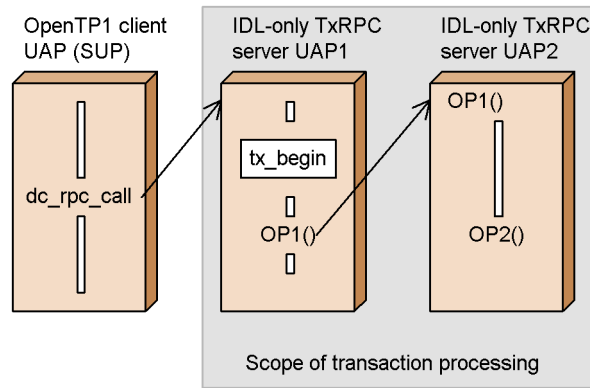 OpenTP1 client
UAP (SUP)
IDL-only TxRPC
server UAP1
IDL-only TxRPC
server UAP2
dc_rpc_call
tx_begin
OP1()
OP1()
OP2()
Scope of transaction processing